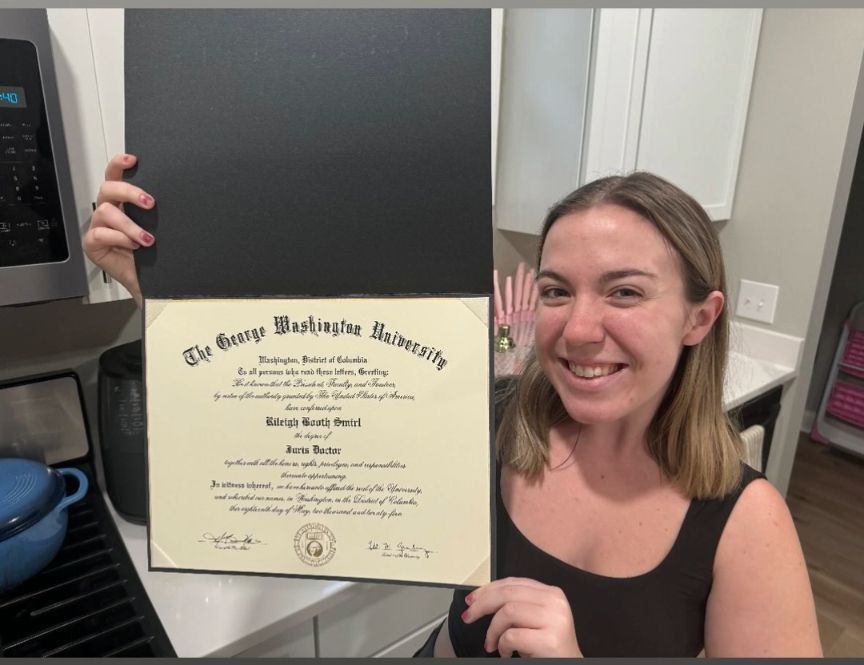 :40
The George Washington University
Washington, District of Columbia
To all persons who read these letters, Greeting:
Be it known that the President, Faculty, and Trustees,
by virtue of the authority granted by The United States of America,
have conferred upon
Rileigh Booth Smirl
the degree of
Juris Doctor
together with all the honors, rights, privileges, and responsibilities
thereunto appertaining.
In witness whereof, we have hereunto affixed the seal of the University,
and subscribed our names, in Washington, in the District of Columbia,
this eighteenth day of May, two thousand and twenty-five